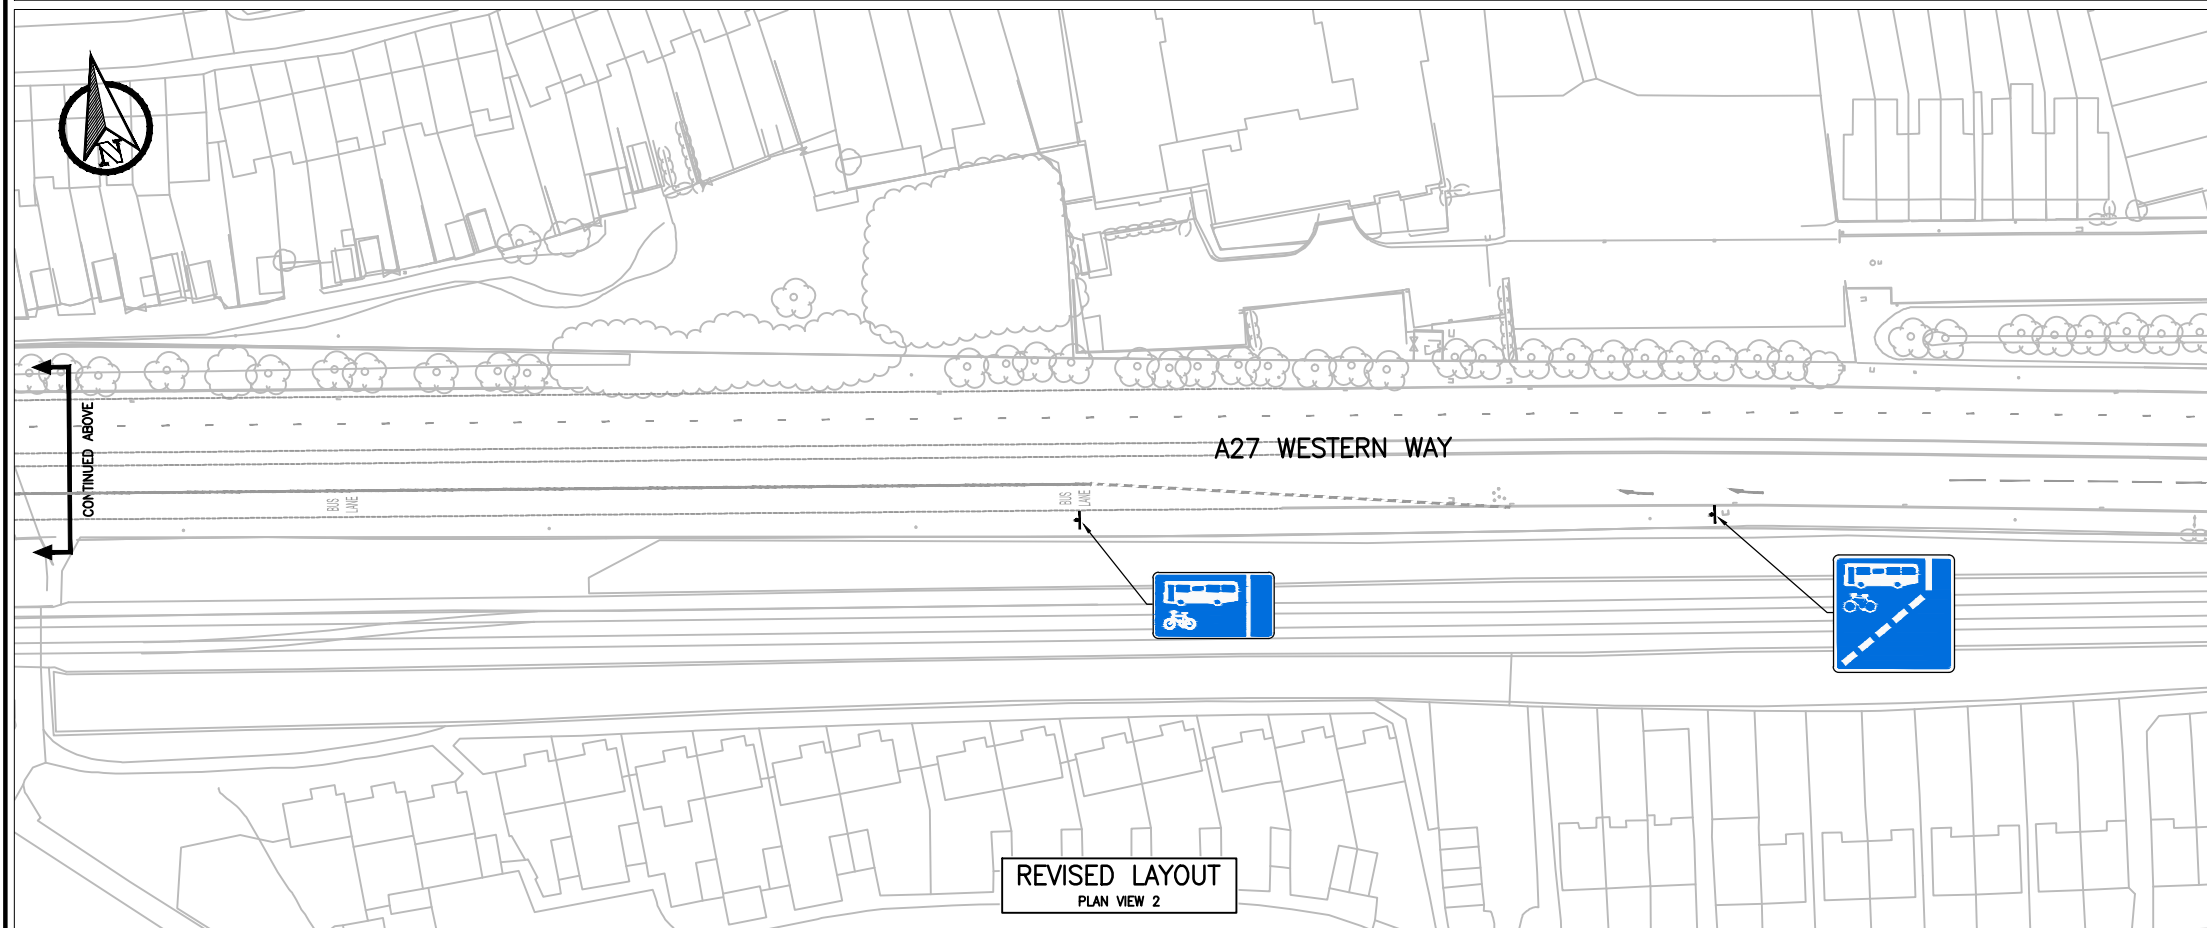 N
CONTINUED ABOVE
A27 WESTERN WAY
BUS
LANE
BUS
LANE
REVISED LAYOUT
PLAN VIEW 2